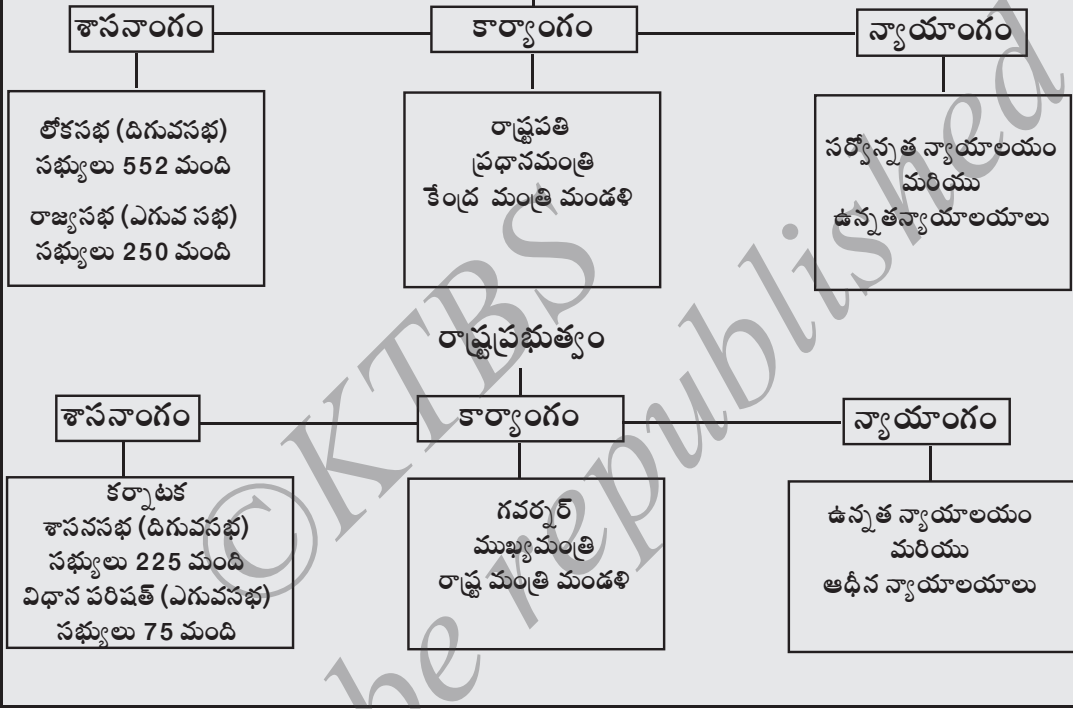 శాసనాంగం
కార్యాంగం
న్యాయాంగం
లోకసభ (దిగువసభ)
సభ్యులు 552 మంది
రాజ్యసభ (ఎగువ సభ)
సభ్యులు 250 మంది
రాష్ట్రపతి
ప్రధానమంత్రి
కేంద్ర మంత్రి మండళి
సర్వోన్నత న్యాయాలయం
మరియు
ఉన్నతన్యాయాలయాలు
రాష్ట్రప్రభుత్వం
శాసనాంగం
కార్యాంగం
న్యాయాంగం
కర్నాటక
శాసనసభ (దిగువసభ)
సభ్యులు 225 మంది
విధాన పరిషత్ (ఎగువసభ)
సభ్యులు 75 మంది
గవర్నర్
ముఖ్యమంత్రి
రాష్ట్ర మంత్రి మండళి
ఉన్నత న్యాయాలయం
మరియు
ఆధీన న్యాయాలయాలు
©KTBS
be republished